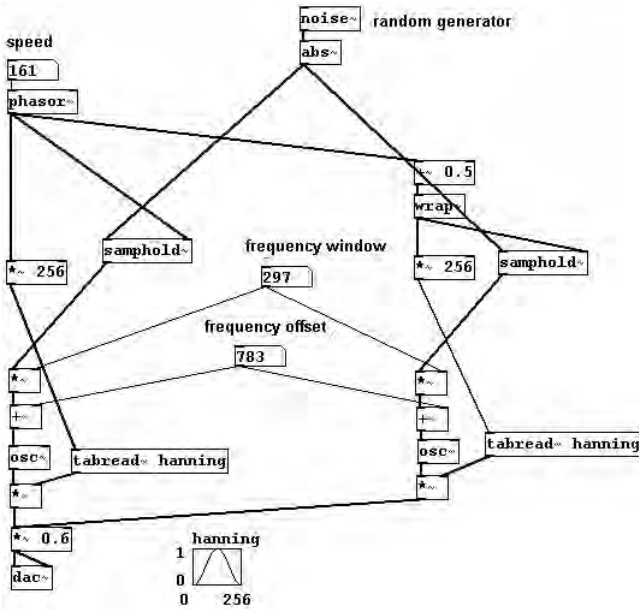 noise~
random generator
speed
abs~
161
phasor~
+~ 0.5
wrap~
samphold~
frequency window
*~ 256
*~ 256
samphold~
297
frequency offset
783
*~
*~
+~
+~
osc~
tabread~ hanning
osc~
tabread~ hanning
*~
*~
*~ 0.6
hanning
1
dac~
0
0
256